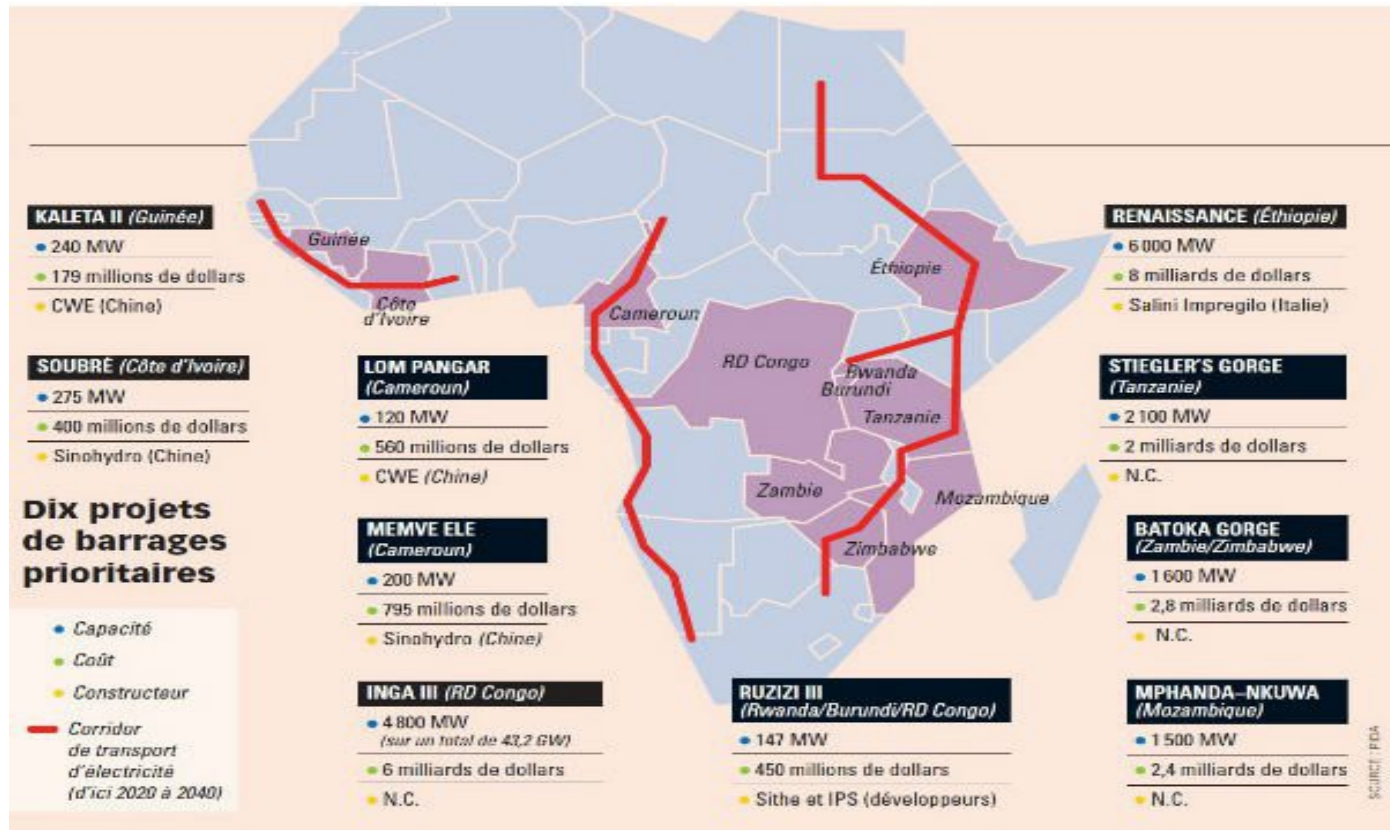 KALETA II (Guinée)
240 MW
179 millions de dollars
CWE (Chine)
SOUBRÉ (Côte d'Ivoire)
275 MW
400 millions de dollars
Sinohydro (Chine)
Dix projets
de barrages
prioritaires
Capacité
Coût
Constructeur
Corridor
de transport
d'électricité
(d'ici 2020 à 2040)
LOM PANGAR
(Cameroun)
120 MW
560 millions de dollars
CWE (Chine)
MEMVE ELE
(Cameroun)
200 MW
795 millions de dollars
Sinohydro (Chine)
INGA III (RD Congo)
4 800 MW
(sur un total de 43,2 GW)
6 milliards de dollars
N.C.
Guinée
Côte
d'Ivoire
Cameroun
RD Congo
Éthiopie
Rwanda
Burundi
Tanzanie
Zambie
Mozambique
Zimbabwe
RUZIZI III
(Rwanda/Burundi/RD Congo)
147 MW
450 millions de dollars
Sithe et IPS (développeurs)
RENAISSANCE (Éthiopie)
6 000 MW
8 milliards de dollars
Salini Impregilo (Italie)
STIEGLER'S GORGE
(Tanzanie)
2 100 MW
2 milliards de dollars
N.C.
BATOKA GORGE
(Zambie/Zimbabwe)
1 600 MW
2,8 milliards de dollars
N.C.
MPHANDA–NKUWA
(Mozambique)
1 500 MW
2,4 milliards de dollars
N.C.
SOURCE : PIDA